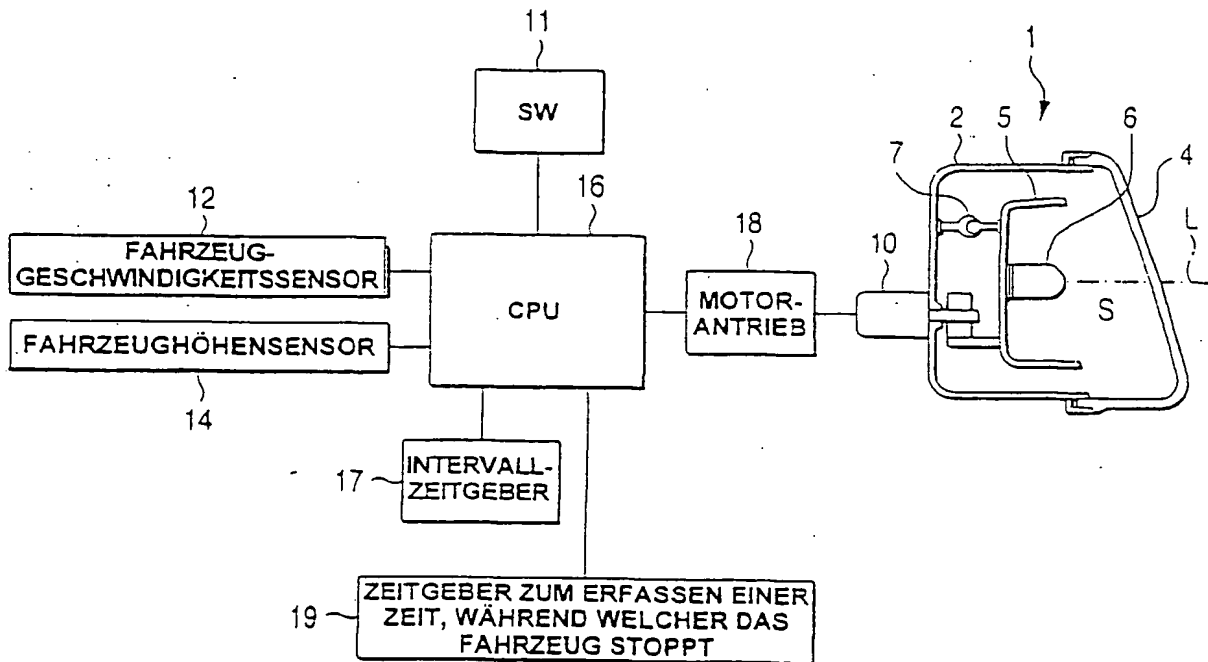 11
SW
1
2
5
6
7
4
12
FAHRZEUG-
GESCHWINDIGKEITSSENSOR
16
CPU
18
MOTOR-
ANTRIEB
10
L
S
FAHRZEUGHÖHENSENSOR
14
17
INTERVALL-
ZEITGEBER
19
ZEITGEBER ZUM ERFASSEN EINER
ZEIT, WÄHREND WELCHER DAS
FAHRZEUG STOPPT